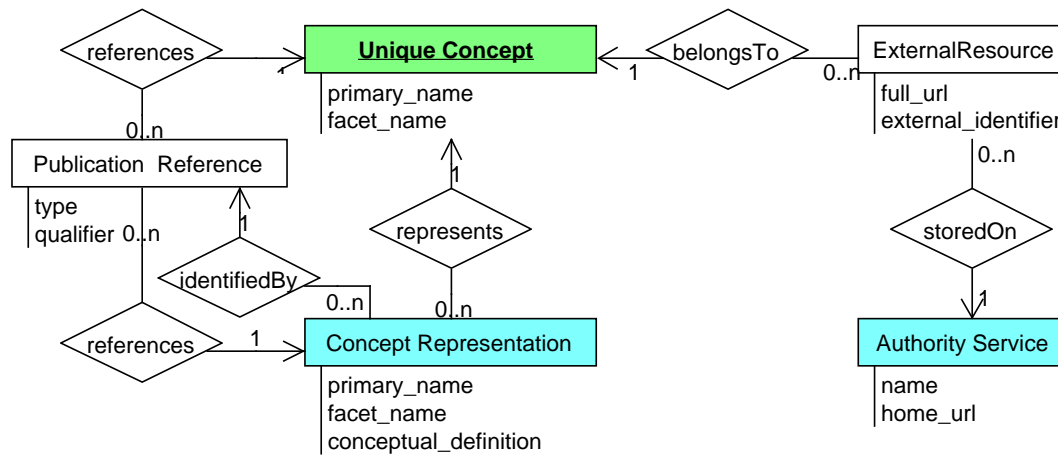 references
Unique Concept
belongsTo
ExternalResource
1
1
0..n
primary_name
facet_name
full_url
external_identifier
0..n
0..n
Publication  Reference
1
type
qualifier
0..n
1
represents
storedOn
identifiedBy
0..n
0..n
1
references
1
Concept Representation
Authority Service
primary_name
facet_name
conceptual_definition
name
home_url